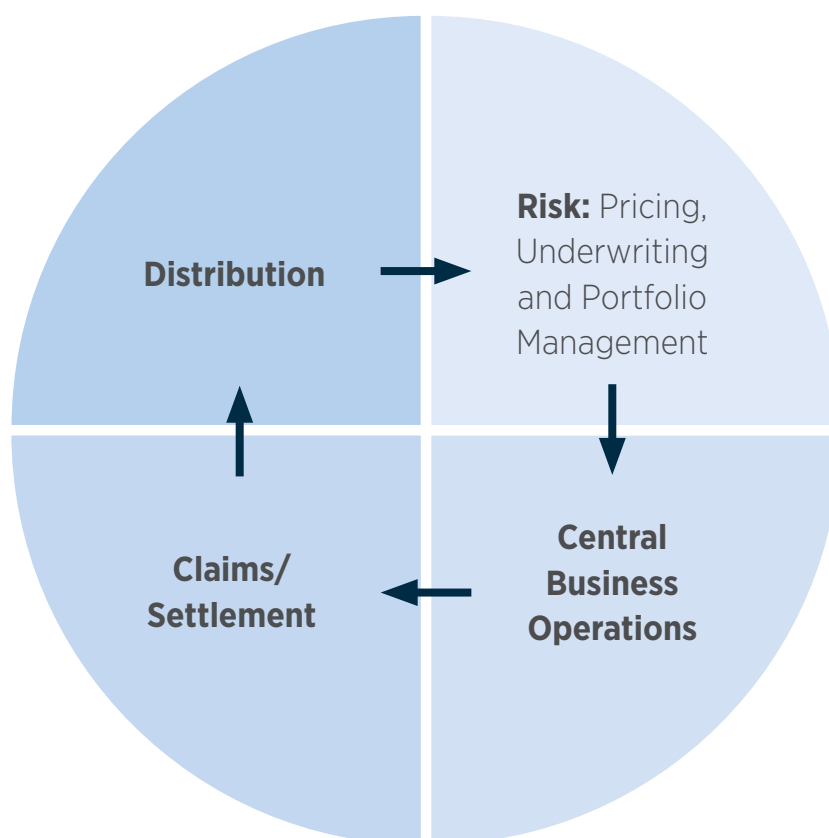 Distribution
Risk: Pricing,
Underwriting
and Portfolio
Management
Claims/
Settlement
Central
Business
Operations